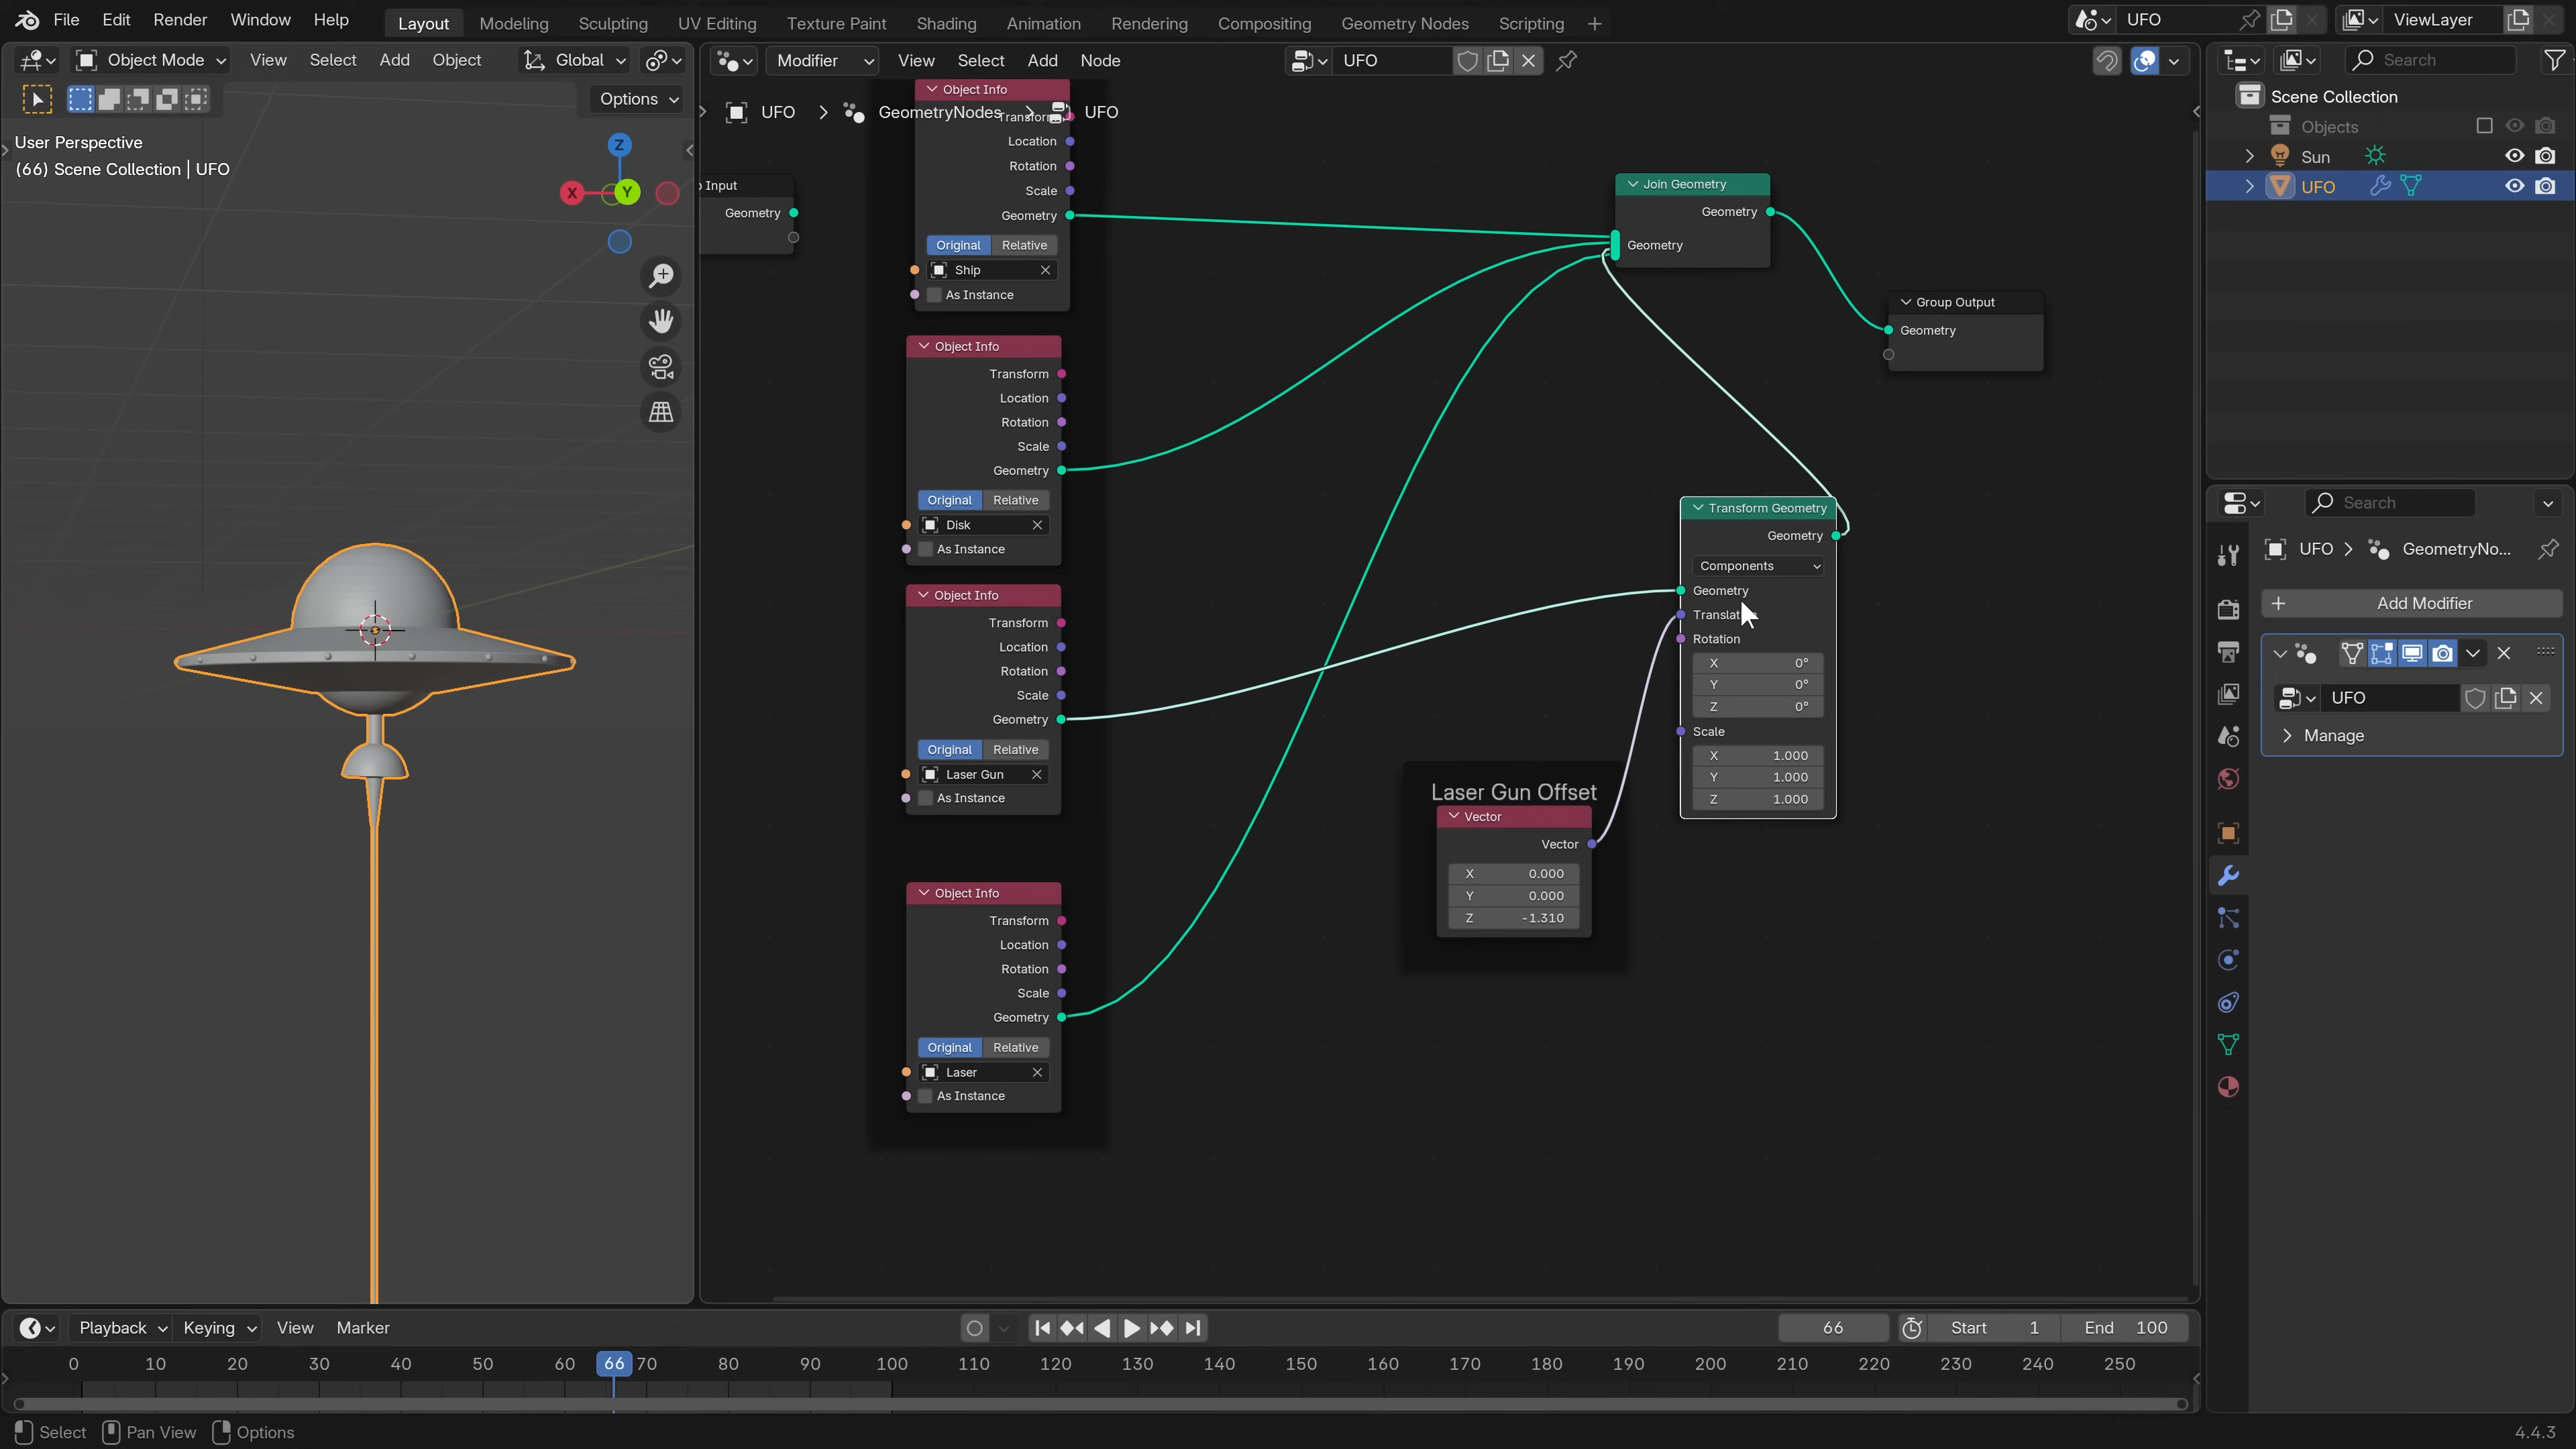 File Edit Render Window Help Layout Modeling Sculpting UV Editing Texture Paint Shading Animation Rendering Compositing Geometry Nodes Scripting + UFO ViewLayer
Object Mode View Select Add Object Global
Options
User Perspective
(66) Scene Collection | UFO
Z
X
Y
Modifier View Select Add Node UFO
UFO > GeometryNodes > UFO
Input
Geometry
Object Info
Location
Rotation
Scale
Geometry
Original Relative
Ship
As Instance
Object Info
Transform
Location
Rotation
Scale
Geometry
Original Relative
Disk
As Instance
Object Info
Transform
Location
Rotation
Scale
Geometry
Original Relative
Laser Gun
As Instance
Object Info
Transform
Location
Rotation
Scale
Geometry
Original Relative
Laser
As Instance
Join Geometry
Geometry
Geometry
Group Output
Geometry
Transform Geometry
Geometry
Components
Geometry
Rotation
X 0°
Y 0°
Z 0°
Scale
X 1.000
Y 1.000
Z 1.000
Laser Gun Offset
Vector
Vector
X 0.000
Y 0.000
Z -1.310
Search
Scene Collection
Objects
Sun
UFO
Search
UFO > GeometryNo...
+ Add Modifier
UFO
Manage
Playback Keying View Marker 66 Start 1 End 100
0 10 20 30 40 50 60 66 70 80 90 100 110 120 130 140 150 160 170 180 190 200 210 220 230 240 250
Select Pan View Options 4.4.3